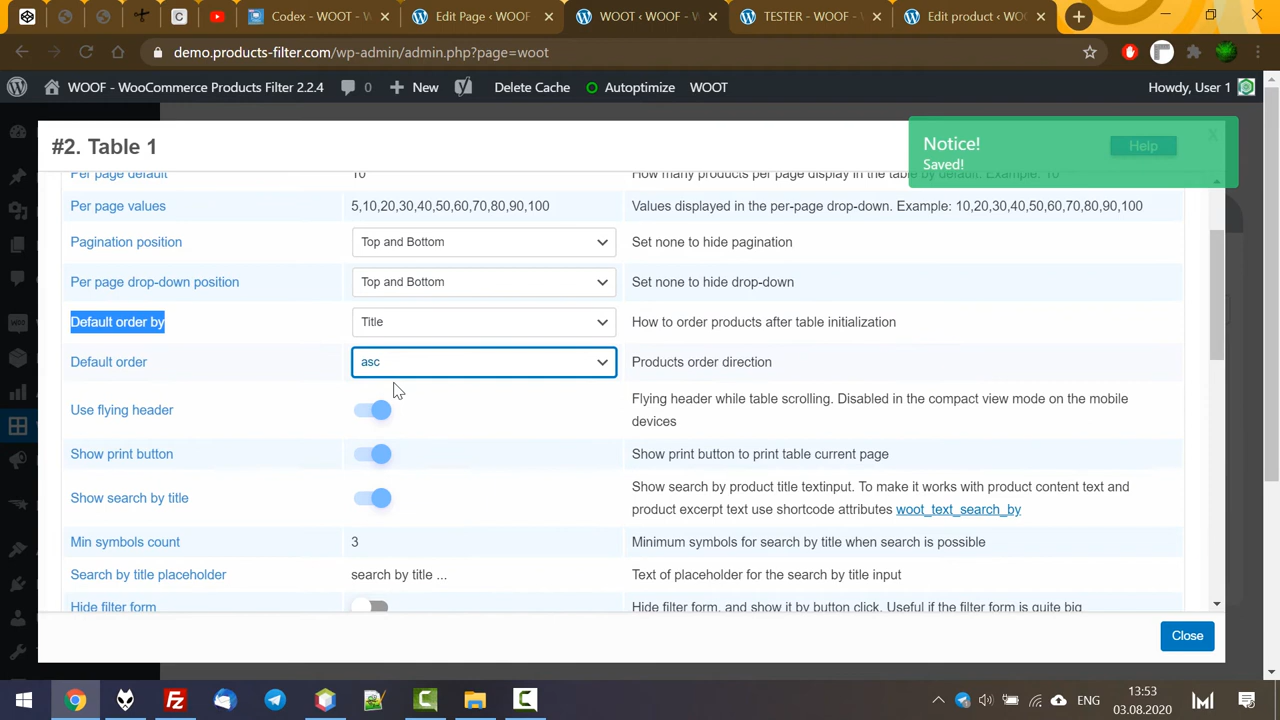 Codex - WOOT -
Edit Page ‹ WOOF
WOOT ‹ WOOF –
TESTER - WOOF -
Edit product ‹ WO
demo.products-filter.com/wp-admin/admin.php?page=woot
WOOF - WooCommerce Products Filter 2.2.4
0
New
Delete Cache
Autoptimize
WOOT
Howdy, User 1
#2. Table 1
Notice!
Saved!
Help
X
Per page default
10
How many products per page display in the table by default. Example: 10
Per page values
5,10,20,30,40,50,60,70,80,90,100
Values displayed in the per-page drop-down. Example: 10,20,30,40,50,60,70,80,90,100
Pagination position
Top and Bottom
Set none to hide pagination
Per page drop-down position
Top and Bottom
Set none to hide drop-down
Default order by
Title
How to order products after table initialization
Default order
asc
Products order direction
Use flying header
Flying header while table scrolling. Disabled in the compact view mode on the mobile
devices
Show print button
Show print button to print table current page
Show search by title
Show search by product title textinput. To make it works with product content text and
product excerpt text use shortcode attributes woot_text_search_by
Min symbols count
3
Minimum symbols for search by title when search is possible
Search by title placeholder
search by title ...
Text of placeholder for the search by title input
Hide filter form
Hide filter form, and show it by button click. Useful if the filter form is quite big
Close
ENG
13:53
03.08.2020